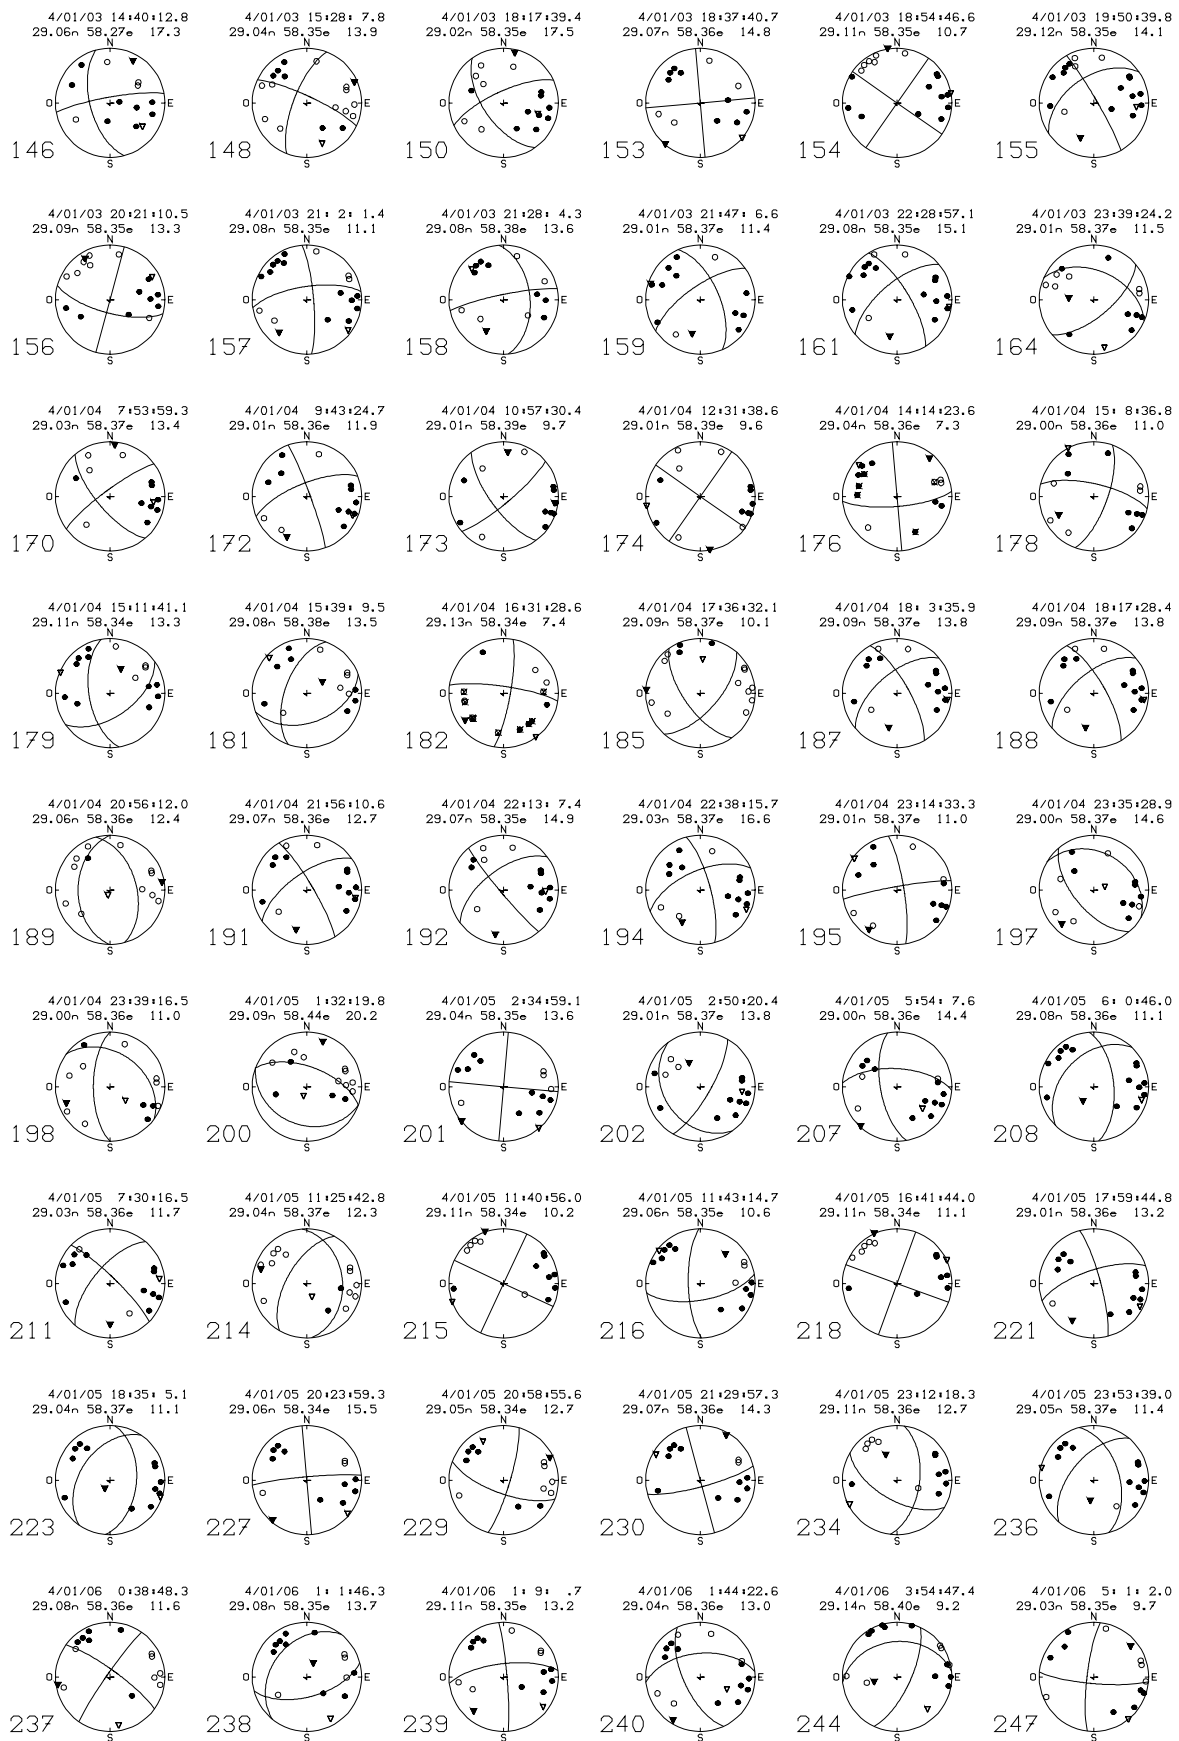 4/01/03 14:40:12.8 4/01/03 15:28: 7.8 4/01/03 18:17:39.4 4/01/03 18:37:40.7 4/01/03 18:54:46.6 4/01/03 19:50:39.8
29.06n 58.27e 17.3 29.04n 58.35e 13.9 29.02n 58.35e 17.5 29.07n 58.36e 14.8 29.11n 58.35e 10.7 29.12n 58.35e 14.1
N N N N N N
O E O E O E O E O E O E
146 148 150 153 154 155
S S S S S S
4/01/03 20:21:10.5 4/01/03 21: 2: 1.4 4/01/03 21:28: 4.3 4/01/03 21:47: 6.6 4/01/03 22:28:57.1 4/01/03 23:39:24.2
29.09n 58.35e 13.3 29.08n 58.35e 11.1 29.08n 58.36e 13.6 29.01n 58.37e 11.4 29.08n 58.35e 15.1 29.01n 58.37e 11.5
N N N N N N
O E O E O E O E O E O E
156 157 158 159 161 164
S S S S S S
4/01/04 7:53:59.3 4/01/04 9:43:24.7 4/01/04 10:57:30.4 4/01/04 12:31:38.6 4/01/04 14:14:23.6 4/01/04 15: 8:36.8
29.03n 58.37e 13.4 29.01n 58.36e 11.9 29.01n 58.39e 9.7 29.01n 58.39e 9.6 29.04n 58.36e 7.3 29.00n 58.36e 11.0
N N N N N N
O E O E O E O E O E O E
170 172 173 174 176 178
S S S S S S
4/01/04 15:11:41.1 4/01/04 15:39: 9.5 4/01/04 16:31:28.6 4/01/04 17:36:32.1 4/01/04 18: 3:35.9 4/01/04 18:17:28.4
29.11n 58.34e 13.3 29.08n 58.38e 13.5 29.13n 58.34e 7.4 29.09n 58.38e 10.1 29.09n 58.37e 13.8 29.09n 58.37e 13.8
N N N N N N
O E O E O E O E O E O E
179 181 182 185 187 188
S S S S S S
4/01/04 20:56:12.0 4/01/04 21:56:10.6 4/01/04 22:13: 7.4 4/01/04 22:38:15.7 4/01/04 23:14:33.3 4/01/04 23:35:28.9
29.06n 58.36e 12.4 29.07n 58.36e 12.7 29.07n 58.35e 14.9 29.03n 58.37e 16.6 29.01n 58.37e 11.0 29.00n 58.37e 14.6
N N N N N N
O E O E O E O E O E O E
189 191 192 194 195 197
S S S S S S
4/01/04 23:39:16.5 4/01/05 1:32:19.8 4/01/05 2:34:59.1 4/01/05 2:50:20.4 4/01/05 5:54: 7.6 4/01/05 6: 0:46.0
29.00n 58.36e 11.0 29.09n 58.44e 20.2 29.04n 58.35e 13.6 29.01n 58.37e 13.8 29.00n 58.37e 14.4 29.08n 58.36e 11.1
N N N N N N
O E O E O E O E O E O E
198 200 201 202 207 208
S S S S S S
4/01/05 7:30:16.5 4/01/05 11:25:42.8 4/01/05 11:40:56.0 4/01/05 11:43:14.7 4/01/05 16:41:44.0 4/01/05 17:59:44.8
29.03n 58.36e 11.7 29.04n 58.37e 12.3 29.11n 58.35e 10.2 29.06n 58.35e 10.6 29.11n 58.34e 11.1 29.02n 58.36e 13.2
N N N N N N
O E O E O E O E O E O E
211 214 215 216 218 221
S S S S S S
4/01/05 18:35: 5.1 4/01/05 20:23:59.3 4/01/05 20:58:55.6 4/01/05 21:29:57.3 4/01/05 23:12:18.3 4/01/05 23:53:39.0
29.04n 58.37e 11.1 29.06n 58.34e 15.5 29.05n 58.34e 12.7 29.07n 58.36e 14.3 29.11n 58.36e 12.7 29.05n 58.37e 11.4
N N N N N N
O E O E O E O E O E O E
223 227 229 230 234 236
S S S S S S
4/01/06 0:38:48.3 4/01/06 1: 1:46.3 4/01/06 1: 9: .7 4/01/06 1:44:22.6 4/01/06 3:54:47.4 4/01/06 5: 1: 2.0
29.08n 58.36e 11.6 29.08n 58.35e 13.7 29.11n 58.35e 13.2 29.04n 58.36e 13.0 29.14n 58.40e 9.2 29.03n 58.35e 9.7
N N N N N N
O E O E O E O E O E O E
237 238 239 240 244 247
S S S S S S